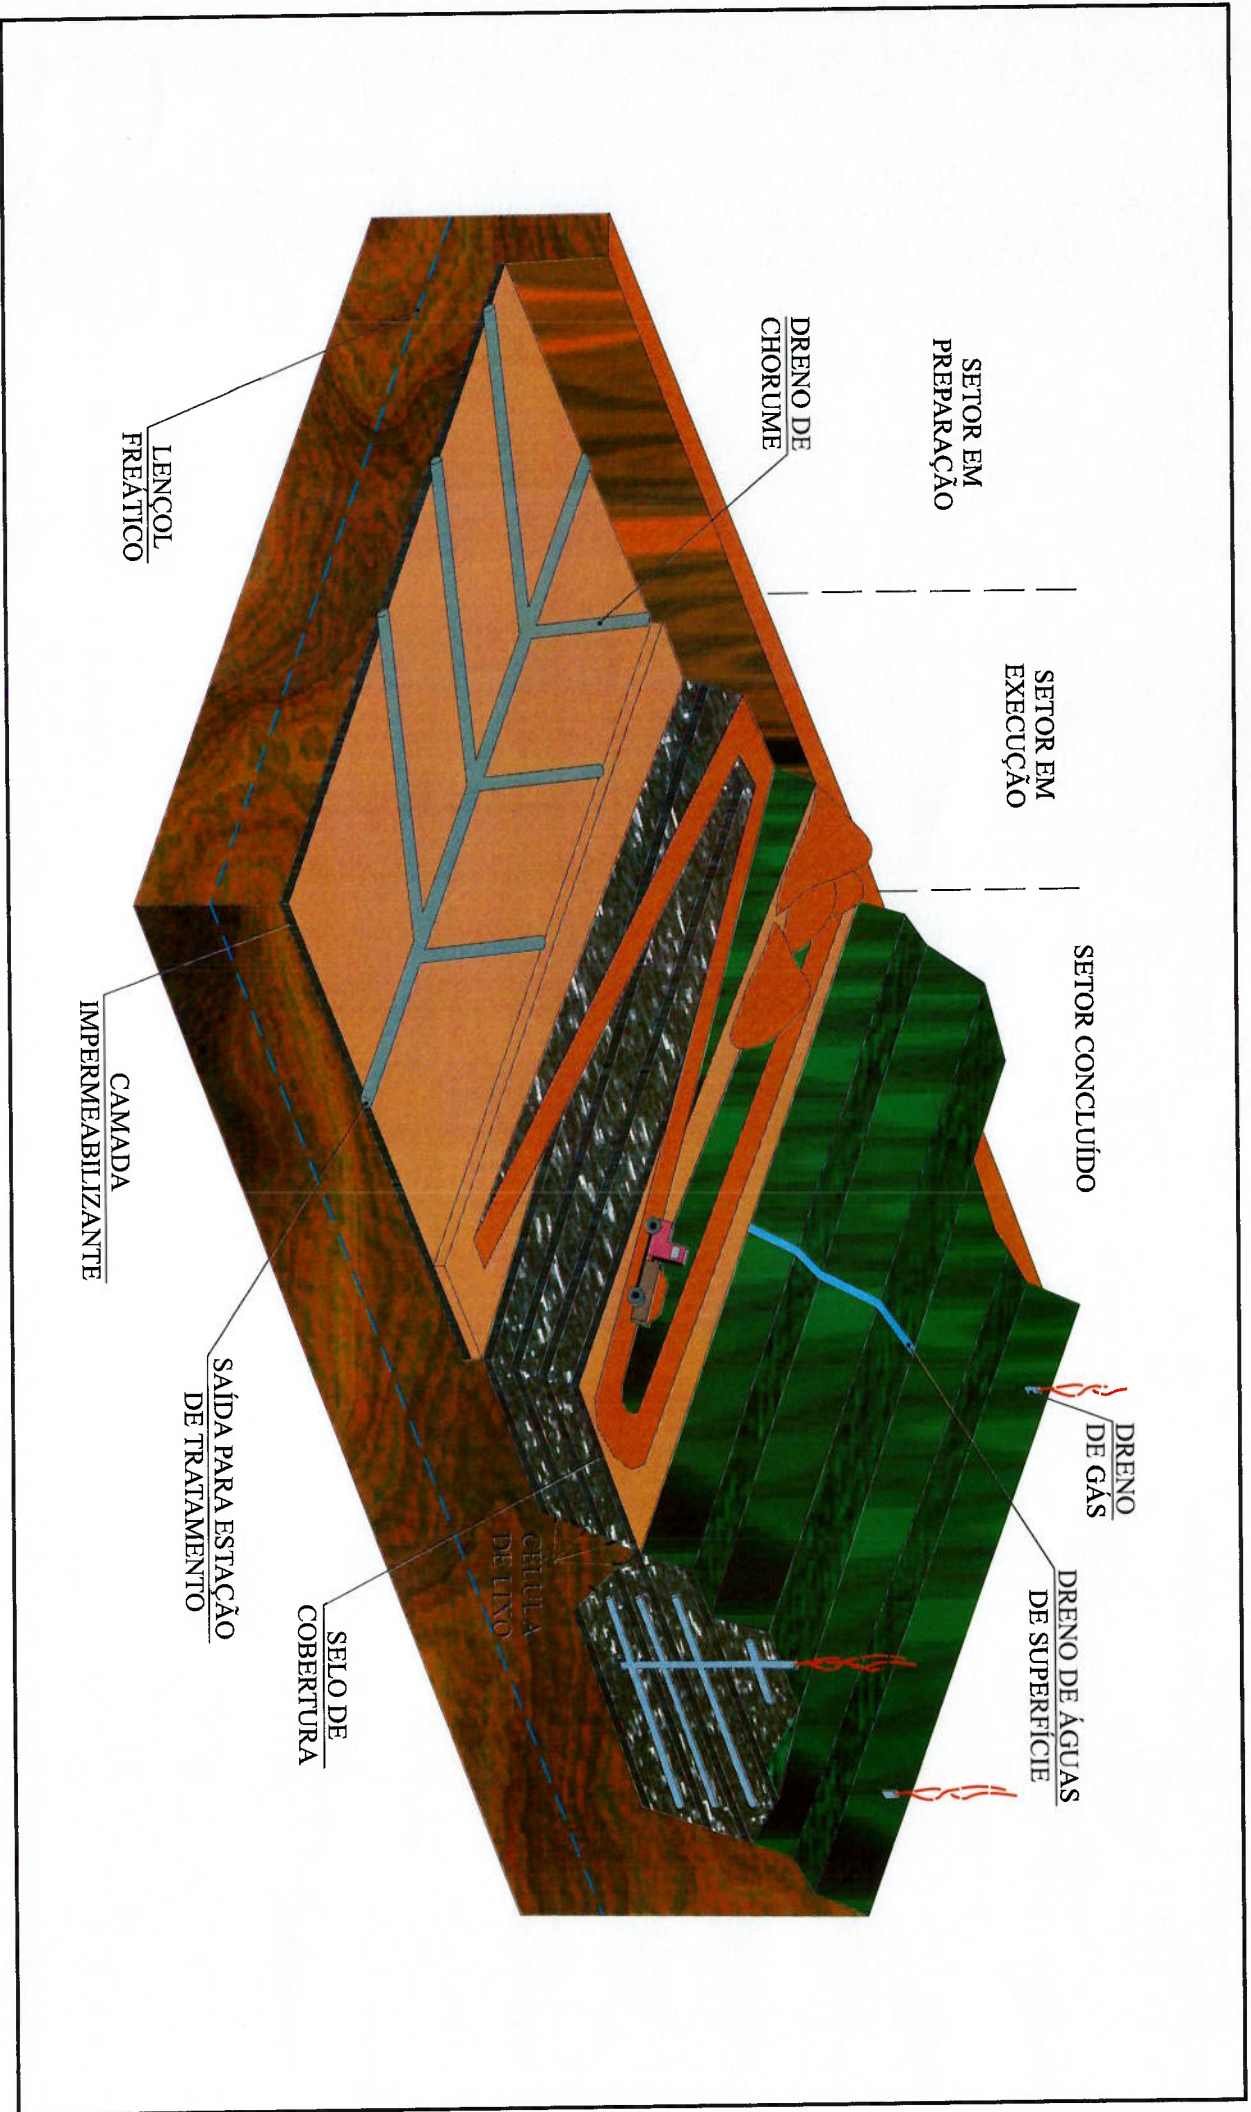 SETOR EM
PREPARAÇÃO
SETOR EM
EXECUÇÃO
SETOR CONCLUÍDO
DRENO DE
CHORUME
DRENO
DE GÁS
DRENO DE ÁGUAS
DE SUPERFÍCIE
LENÇOL
FREÁTICO
CAMADA
IMPERMEABILIZANTE
SAÍDA PARA ESTAÇÃO
DE TRATAMENTO
CÉLULA
DE LIXO
SELO DE
COBERTURA